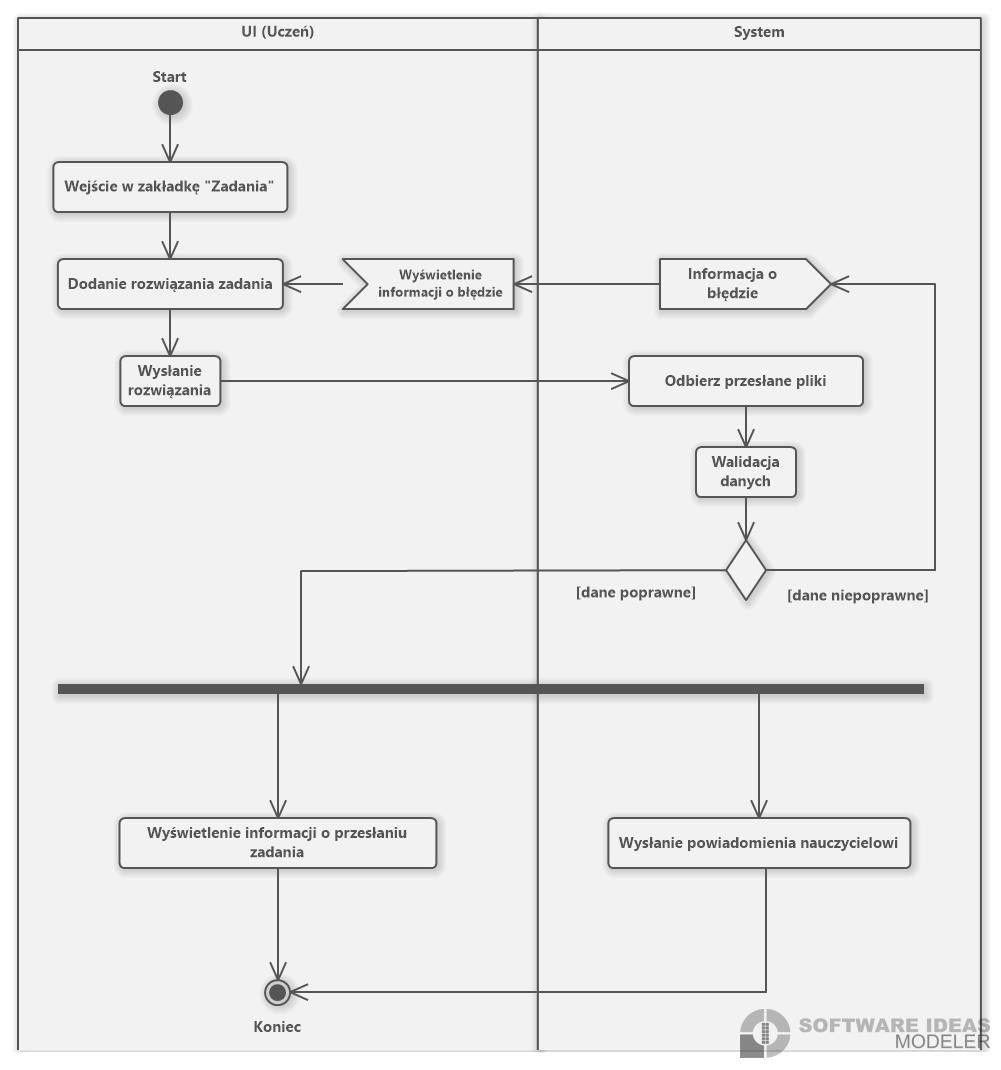 UI (Uczeń)
System
Start
Wejście w zakładkę "Zadania"
Dodanie rozwiązania zadania
Wyświetlenie
informacji o błędzie
Informacja o
błędzie
Wysłanie
rozwiązania
Odbierz przesłane pliki
Walidacja
danych
[dane poprawne]
[dane niepoprawne]
Wyświetlenie informacji o przesłaniu
zadania
Wysłanie powiadomienia nauczycielowi
Koniec
SOFTWARE IDEAS
MODELER